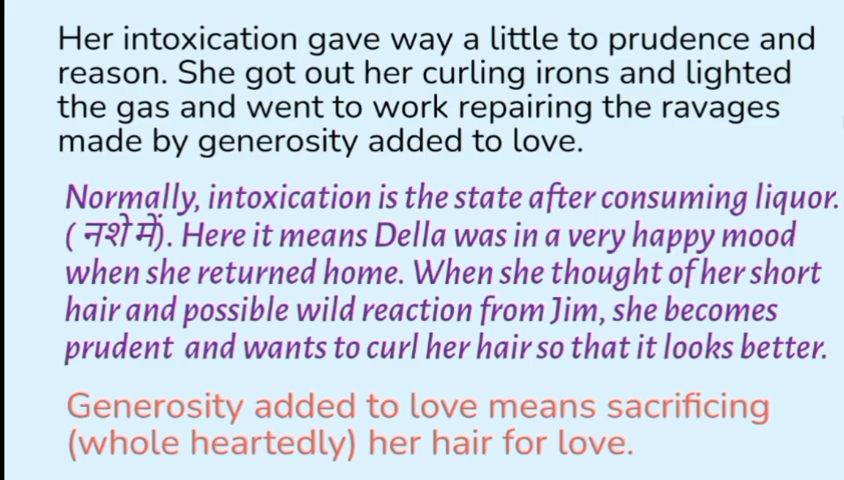 Her intoxication gave way a little to prudence and
reason. She got out her curling irons and lighted
the gas and went to work repairing the ravages
made by generosity added to love.
Normally, intoxication is the state after consuming liquor.
( नशे में). Here it means Della was in a very happy mood
when she returned home. When she thought of her short
hair and possible wild reaction from Jim, she becomes
prudent and wants to curl her hair so that it looks better.
Generosity added to love means sacrificing
(whole heartedly) her hair for love.